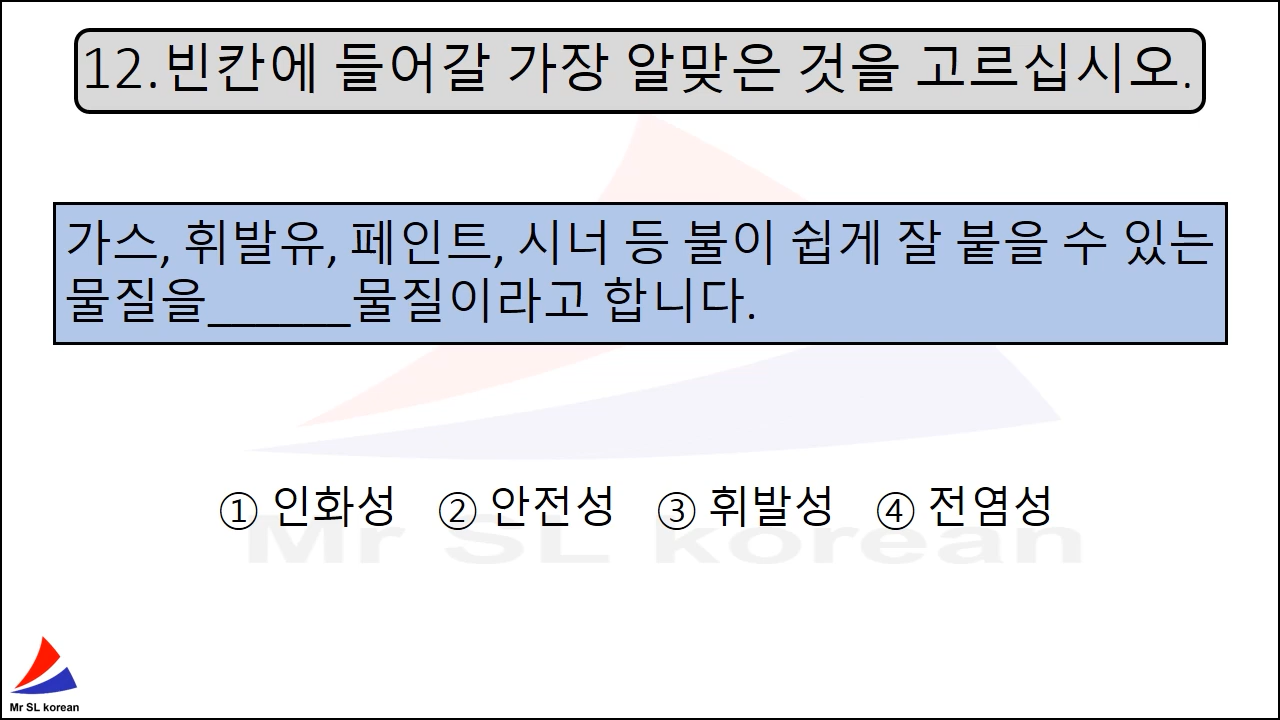 12.빈칸에 들어갈 가장 알맞은 것을 고르십시오.
가스, 휘발유, 페인트, 시너 등 불이 쉽게 잘 붙을 수 있는
물질을______물질이라고 합니다.
① 인화성 ② 안전성 ③ 휘발성 ④ 전염성
Mr SL korean
Mr SL korean